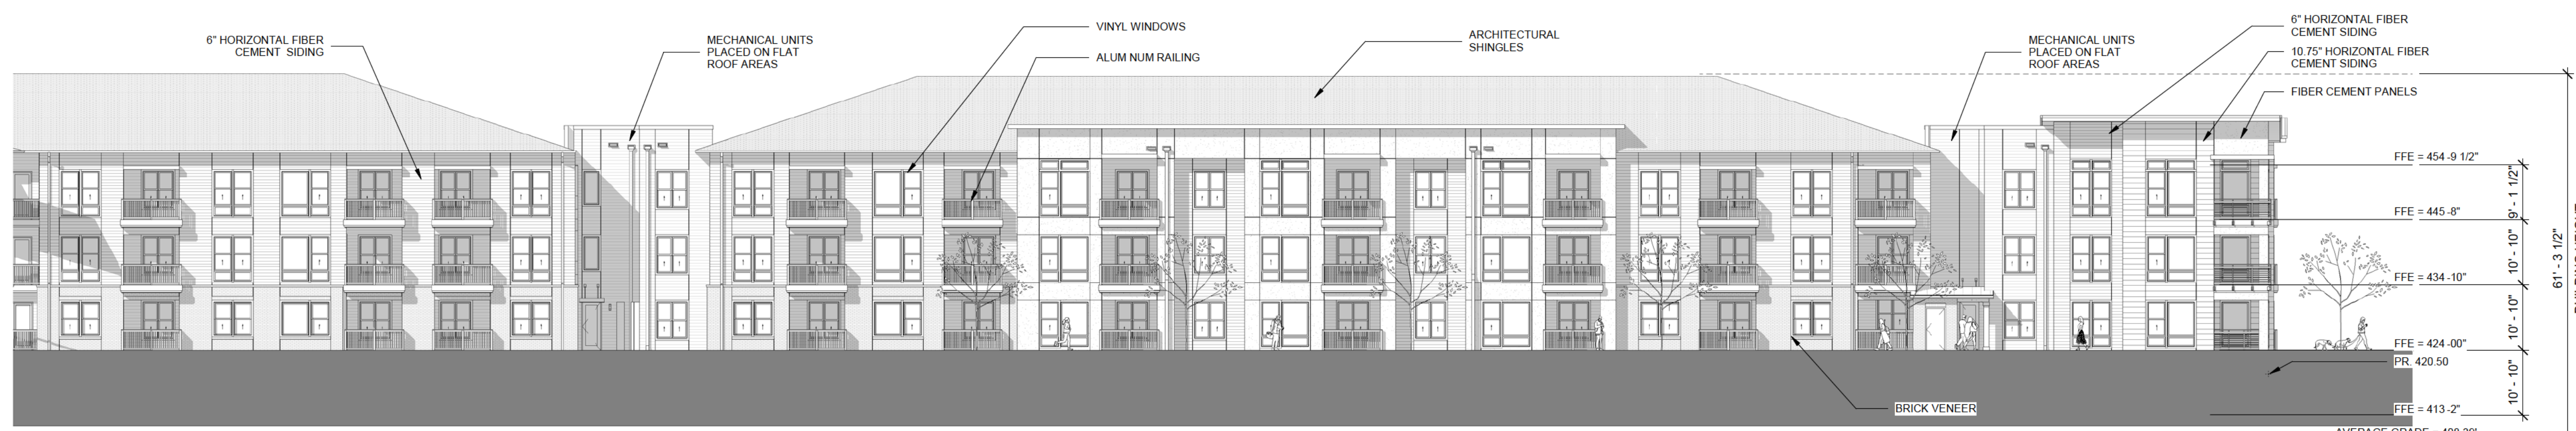 6" HORIZONTAL FIBER
CEMENT  SIDING
MECHANICAL UNITS
PLACED ON FLAT
ROOF AREAS
VINYL WINDOWS
ALUM NUM RAILING
ARCHITECTURAL
SHINGLES
MECHANICAL UNITS
PLACED ON FLAT
ROOF AREAS
6" HORIZONTAL FIBER
CEMENT SIDING
10.75" HORIZONTAL FIBER
CEMENT SIDING
FIBER CEMENT PANELS
FFE = 454 -9 1/2"
9' - 1 1/2"
FFE = 445 -8"
10' - 10"
FFE = 434 -10"
10' - 10"
FFE = 424 -00"
PR. 420.50
10' - 10"
FFE = 413 -2"
61' - 3 1/2"
BRICK VENEER